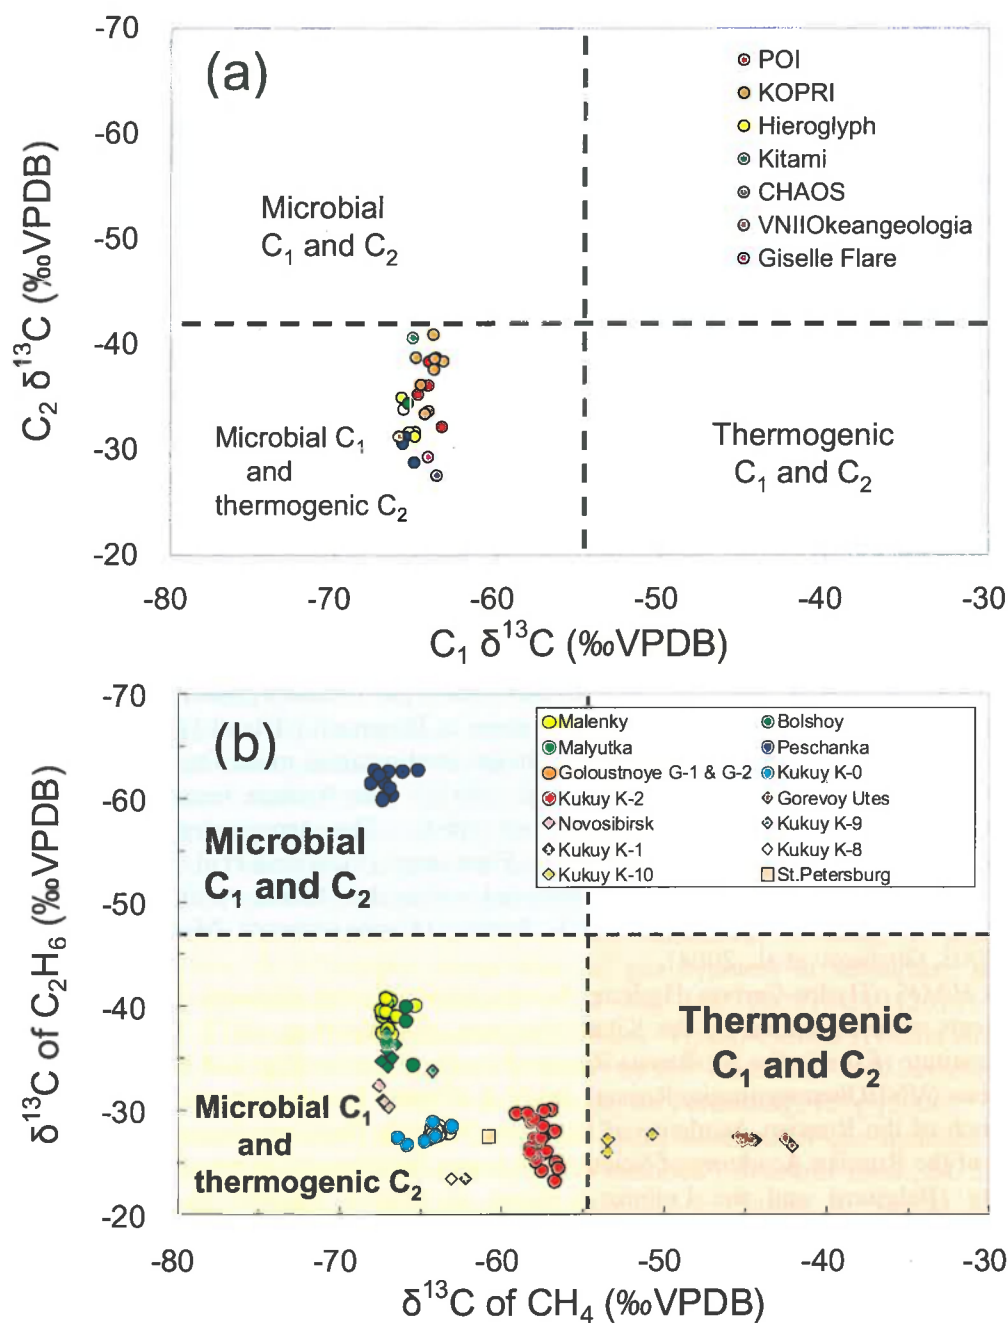 -70
-60
-50
-40
-30
-20
C₂ δ¹³C (‰VPDB)
(a)
POI
KOPRI
Hieroglyph
Kitami
CHAOS
VNIIOkeangeologia
Giselle Flare
Microbial
C₁ and C₂
Microbial C₁
and
thermogenic C₂
Thermogenic
C₁ and C₂
-80 -70 -60 -50 -40 -30
C₁ δ¹³C (‰VPDB)
-70
-60
-50
-40
-30
-20
δ¹³C of C₂H₆ (‰VPDB)
(b)
Malenky Bolshoy
Malyutka Peschanka
Goloustnoye G-1 & G-2 Kukuy K-0
Kukuy K-2 Gorevoy Utes
Novosibirsk Kukuy K-9
Kukuy K-1 Kukuy K-8
Kukuy K-10 St.Petersburg
Microbial
C₁ and C₂
Thermogenic
C₁ and C₂
Microbial C₁
and
thermogenic C₂
-80 -70 -60 -50 -40 -30
δ¹³C of CH₄ (‰VPDB)